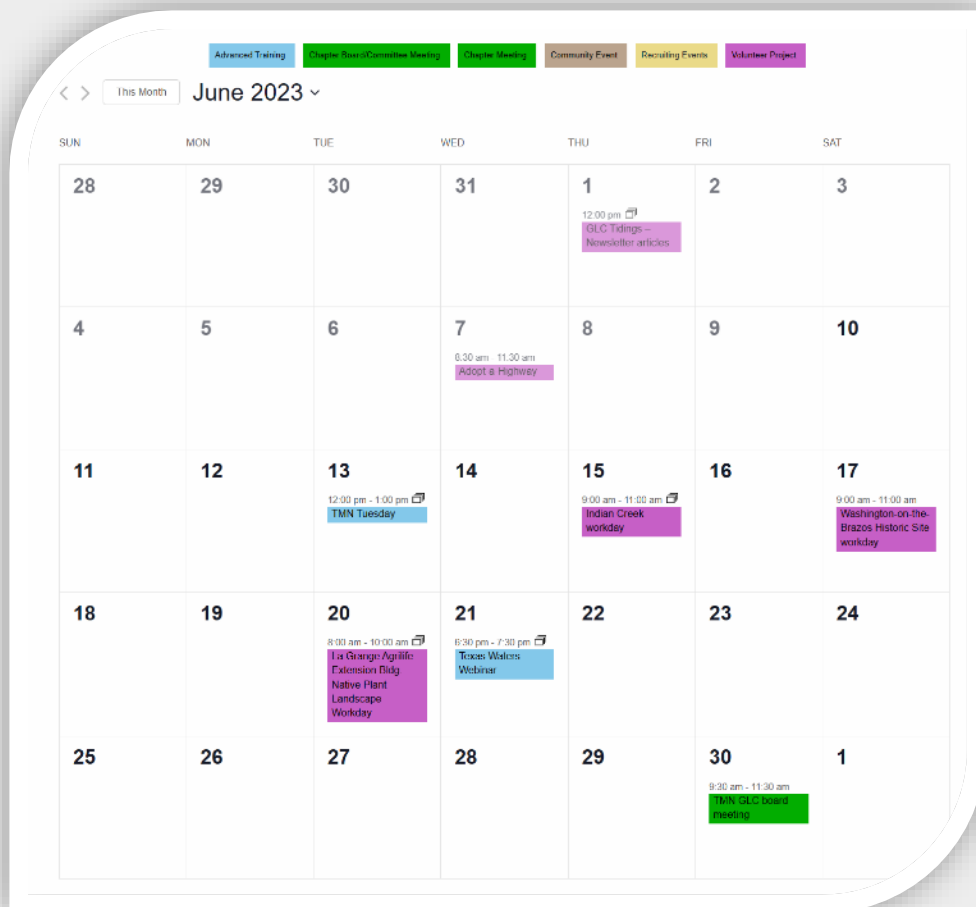 Advanced Training Chapter Board/Committee Meeting Chapter Meeting Community Event Recruiting Events Volunteer Project
This Month June 2023
SUN MON TUE WED THU FRI SAT
28 29 30 31 1 2 3
12:00 pm
GLC Tidings –
Newsletter articles
4 5 6 7 8 9 10
8:30 am - 11:30 am
Adopt a Highway
11 12 13 14 15 16 17
12:00 pm - 1:00 pm 9:00 am - 11:00 am 9:00 am - 11:00 am
TMN Tuesday Indian Creek Washington-on-the-
workday Brazos Historic Site
workday
18 19 20 21 22 23 24
8:00 am - 10:00 am 6:30 pm - 7:30 pm
La Grange Agrilife Texas Waters
Extension Bldg. Webinar
Native Plant
Landscape
Workday
25 26 27 28 29 30 1
9:30 am - 11:30 am
TMN GLC board
meeting